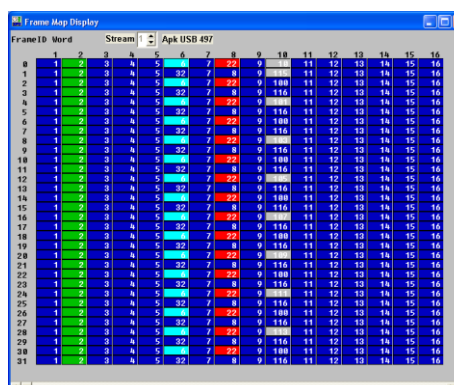 Frame Map Display
FrameID Word Stream 1 Apk USB 497
1 2 3 4 5 6 7 8 9 10 11 12 13 14 15 16
0 1 2 3 4 5 6 7 22 9 10 11 12 13 14 15 16
1 1 2 3 4 5 32 7 8 9 115 11 12 13 14 15 16
2 1 2 3 4 5 6 7 22 9 100 11 12 13 14 15 16
3 1 2 3 4 5 32 7 8 9 116 11 12 13 14 15 16
4 1 2 3 4 5 6 7 22 9 101 11 12 13 14 15 16
5 1 2 3 4 5 32 7 8 9 116 11 12 13 14 15 16
6 1 2 3 4 5 6 7 22 9 100 11 12 13 14 15 16
7 1 2 3 4 5 32 7 8 9 116 11 12 13 14 15 16
8 1 2 3 4 5 6 7 22 9 103 11 12 13 14 15 16
9 1 2 3 4 5 32 7 8 9 116 11 12 13 14 15 16
10 1 2 3 4 5 6 7 22 9 100 11 12 13 14 15 16
11 1 2 3 4 5 32 7 8 9 116 11 12 13 14 15 16
12 1 2 3 4 5 6 7 22 9 105 11 12 13 14 15 16
13 1 2 3 4 5 32 7 8 9 116 11 12 13 14 15 16
14 1 2 3 4 5 6 7 22 9 100 11 12 13 14 15 16
15 1 2 3 4 5 32 7 8 9 116 11 12 13 14 15 16
16 1 2 3 4 5 6 7 22 9 107 11 12 13 14 15 16
17 1 2 3 4 5 32 7 8 9 116 11 12 13 14 15 16
18 1 2 3 4 5 6 7 22 9 100 11 12 13 14 15 16
19 1 2 3 4 5 32 7 8 9 116 11 12 13 14 15 16
20 1 2 3 4 5 6 7 22 9 109 11 12 13 14 15 16
21 1 2 3 4 5 32 7 8 9 116 11 12 13 14 15 16
22 1 2 3 4 5 6 7 22 9 100 11 12 13 14 15 16
23 1 2 3 4 5 32 7 8 9 116 11 12 13 14 15 16
24 1 2 3 4 5 6 7 22 9 111 11 12 13 14 15 16
25 1 2 3 4 5 32 7 8 9 116 11 12 13 14 15 16
26 1 2 3 4 5 6 7 22 9 100 11 12 13 14 15 16
27 1 2 3 4 5 32 7 8 9 116 11 12 13 14 15 16
28 1 2 3 4 5 6 7 22 9 113 11 12 13 14 15 16
29 1 2 3 4 5 32 7 8 9 116 11 12 13 14 15 16
30 1 2 3 4 5 6 7 22 9 100 11 12 13 14 15 16
31 1 2 3 4 5 32 7 8 9 116 11 12 13 14 15 16